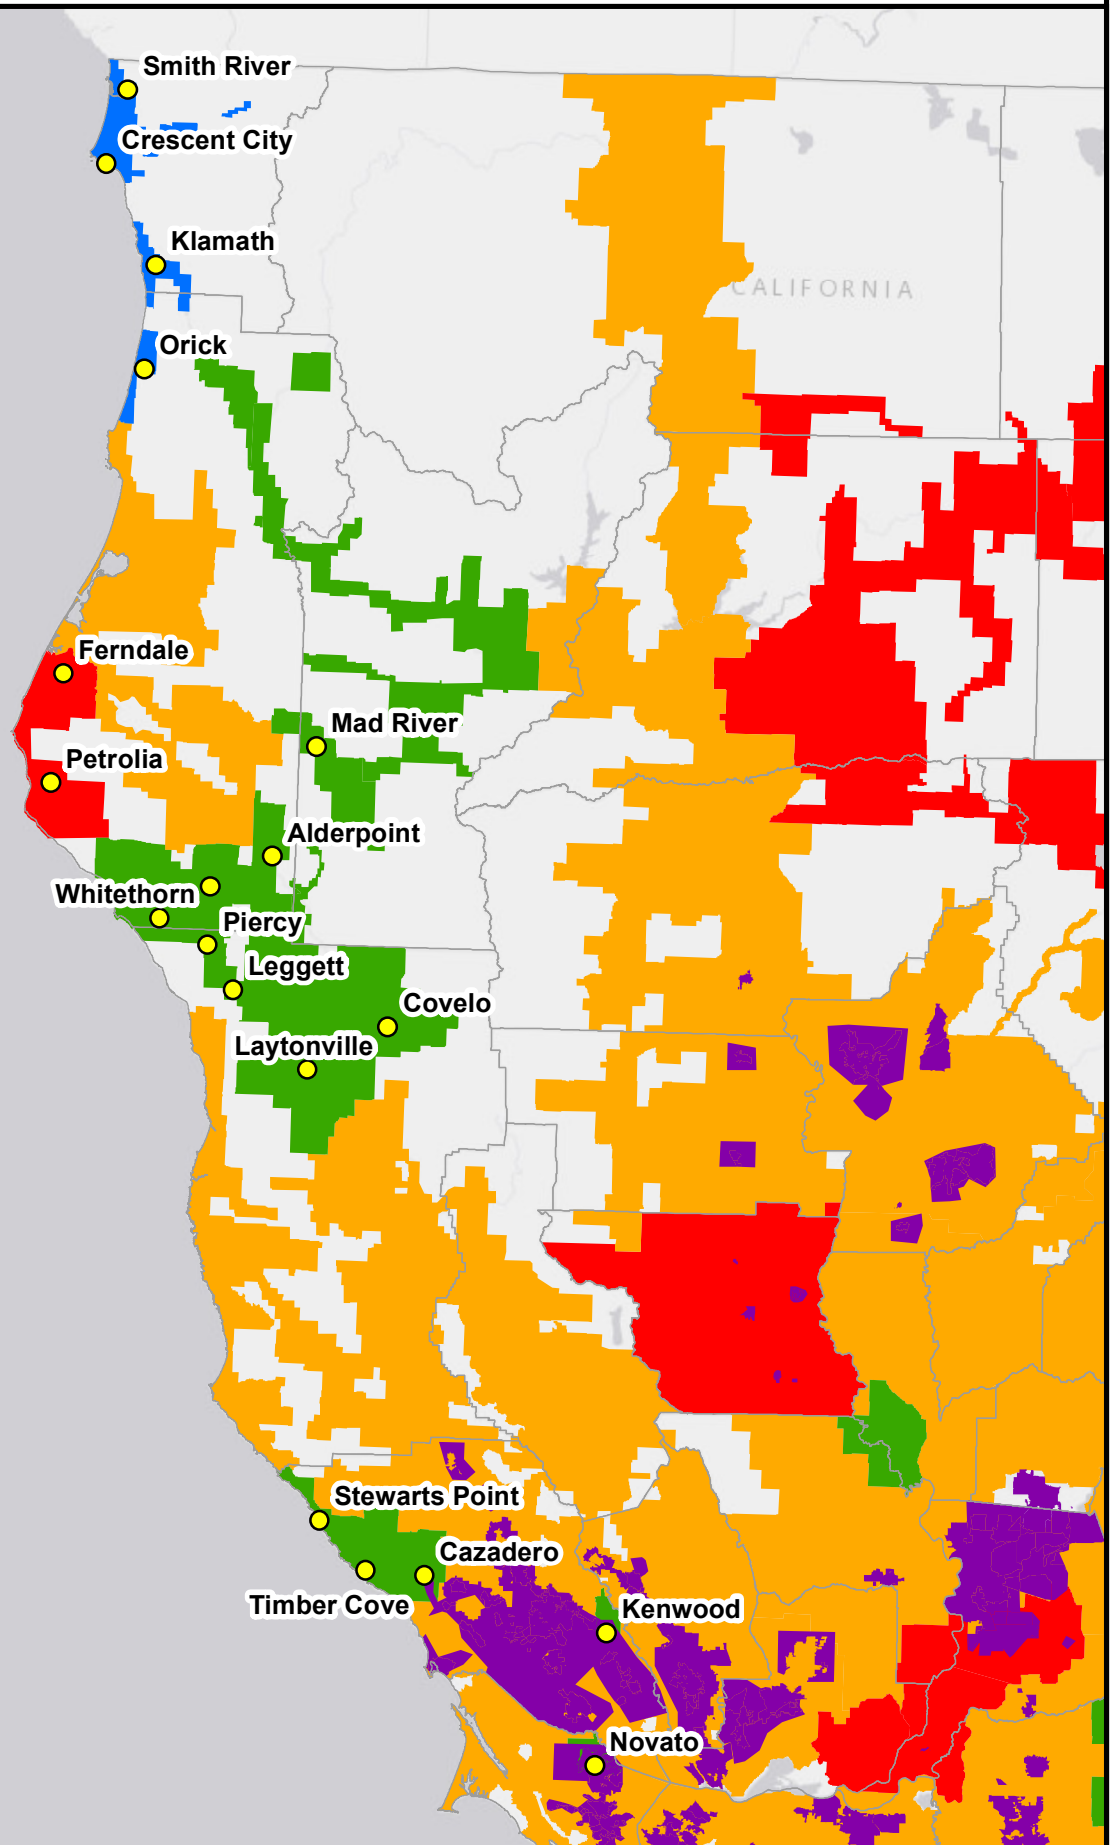 Smith River
Crescent City
Klamath
CALIFORNIA
Orick
Ferndale
Mad River
Petrolia
Alderpoint
Whitethorn
Piercy
Leggett
Covelo
Laytonville
Stewarts Point
Cazadero
Timber Cove
Kenwood
Novato